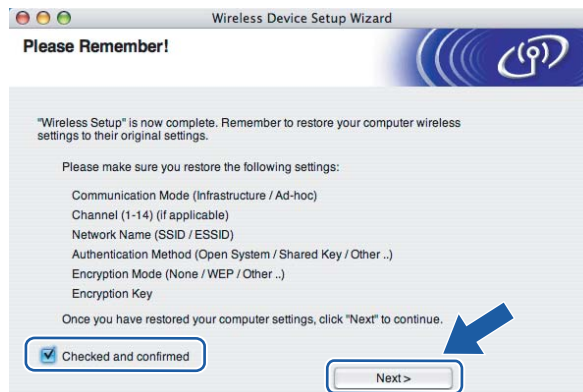 Wireless Device Setup Wizard
Please Remember!
"Wireless Setup" is now complete. Remember to restore your computer wireless
settings to their original settings.
Please make sure you restore the following settings:
Communication Mode (Infrastructure / Ad-hoc)
Channel (1-14) (if applicable)
Network Name (SSID / ESSID)
Authentication Method (Open System / Shared Key / Other ..)
Encryption Mode (None / WEP / Other ..)
Encryption Key
Once you have restored your computer settings, click "Next" to continue.
Checked and confirmed
Next >